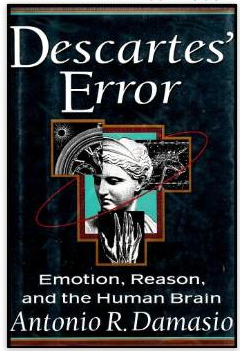 Descartes'
Error
Emotion, Reason,
and the Human Brain
Antonio R. Damasio